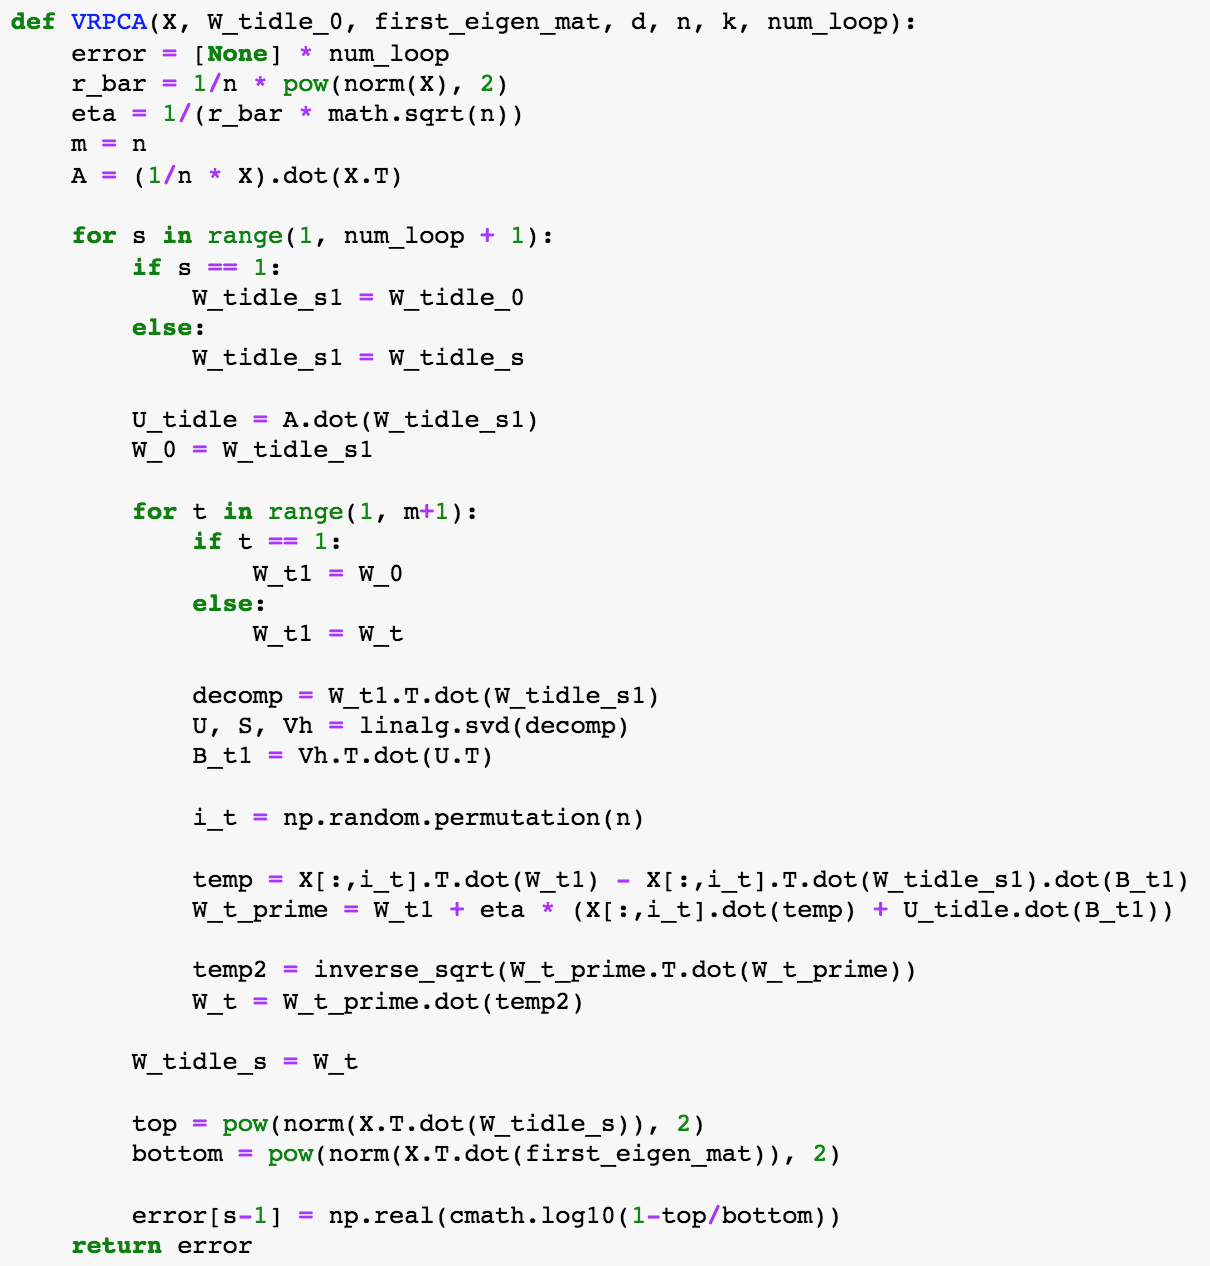 def VRPCA(X, W_tidle_0, first_eigen_mat, d, n, k, num_loop):
    error = [None] * num_loop
    r_bar = 1/n * pow(norm(X), 2)
    eta = 1/(r_bar * math.sqrt(n))
    m = n
    A = (1/n * X).dot(X.T)

    for s in range(1, num_loop + 1):
        if s == 1:
            W_tidle_s1 = W_tidle_0
        else:
            W_tidle_s1 = W_tidle_s

        U_tidle = A.dot(W_tidle_s1)
        W_0 = W_tidle_s1

        for t in range(1, m+1):
            if t == 1:
                W_t1 = W_0
            else:
                W_t1 = W_t

            decomp = W_t1.T.dot(W_tidle_s1)
            U, S, Vh = linalg.svd(decomp)
            B_t1 = Vh.T.dot(U.T)

            i_t = np.random.permutation(n)

            temp = X[:,i_t].T.dot(W_t1) - X[:,i_t].T.dot(W_tidle_s1).dot(B_t1)
            W_t_prime = W_t1 + eta * (X[:,i_t].dot(temp) + U_tidle.dot(B_t1))

            temp2 = inverse_sqrt(W_t_prime.T.dot(W_t_prime))
            W_t = W_t_prime.dot(temp2)

        W_tidle_s = W_t

        top = pow(norm(X.T.dot(W_tidle_s)), 2)
        bottom = pow(norm(X.T.dot(first_eigen_mat)), 2)

        error[s-1] = np.real(cmath.log10(1-top/bottom))
    return error